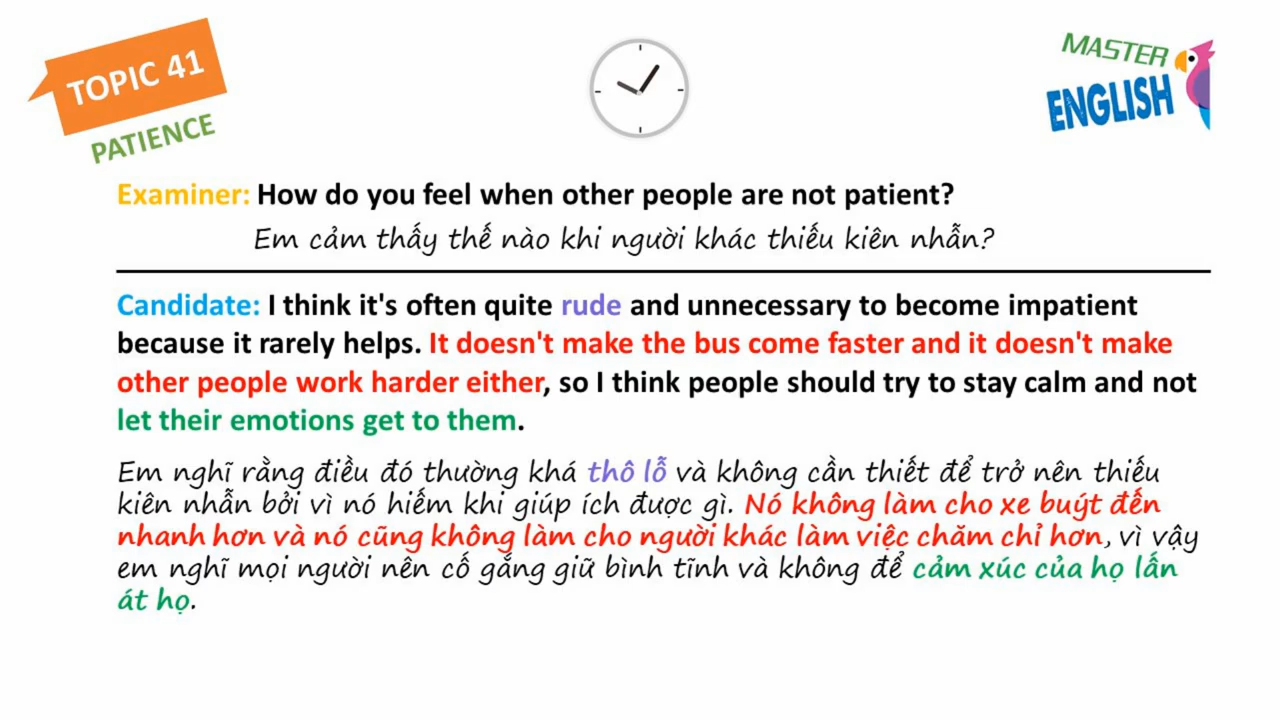 TOPIC 41
PATIENCE
MASTER
ENGLISH
Examiner: How do you feel when other people are not patient?
Em cảm thấy thế nào khi người khác thiếu kiên nhẫn?
Candidate: I think it's often quite rude and unnecessary to become impatient
because it rarely helps. It doesn't make the bus come faster and it doesn't make
other people work harder either, so I think people should try to stay calm and not
let their emotions get to them.
Em nghĩ rằng điều đó thường khá thô lỗ và không cần thiết để trở nên thiếu
kiên nhẫn bởi vì nó hiếm khi giúp ích được gì. Nó không làm cho xe buýt đến
nhanh hơn và nó cũng không làm cho người khác làm việc chăm chỉ hơn, vì vậy
em nghĩ mọi người nên cố gắng giữ bình tĩnh và không để cảm xúc của họ lấn
át họ.